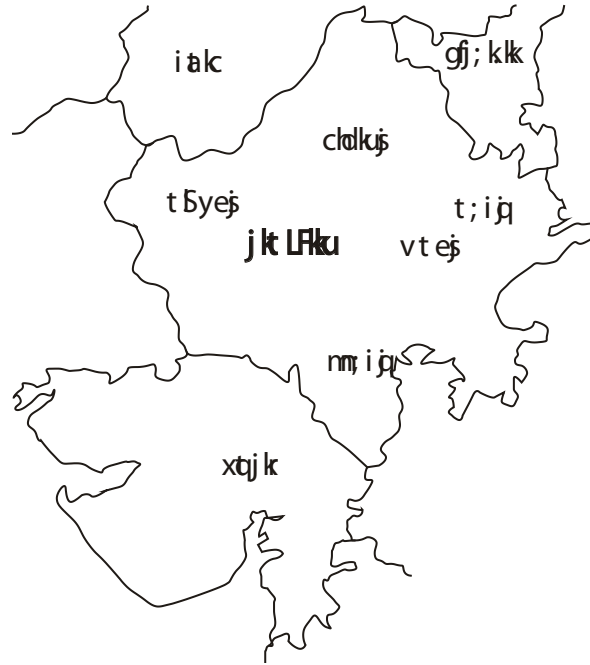 iatkc
gfj;k.kk
chdkusj
tSlyesj
t;iqj
jktLFkku
vtesj
mn;iqj
xqtjkr